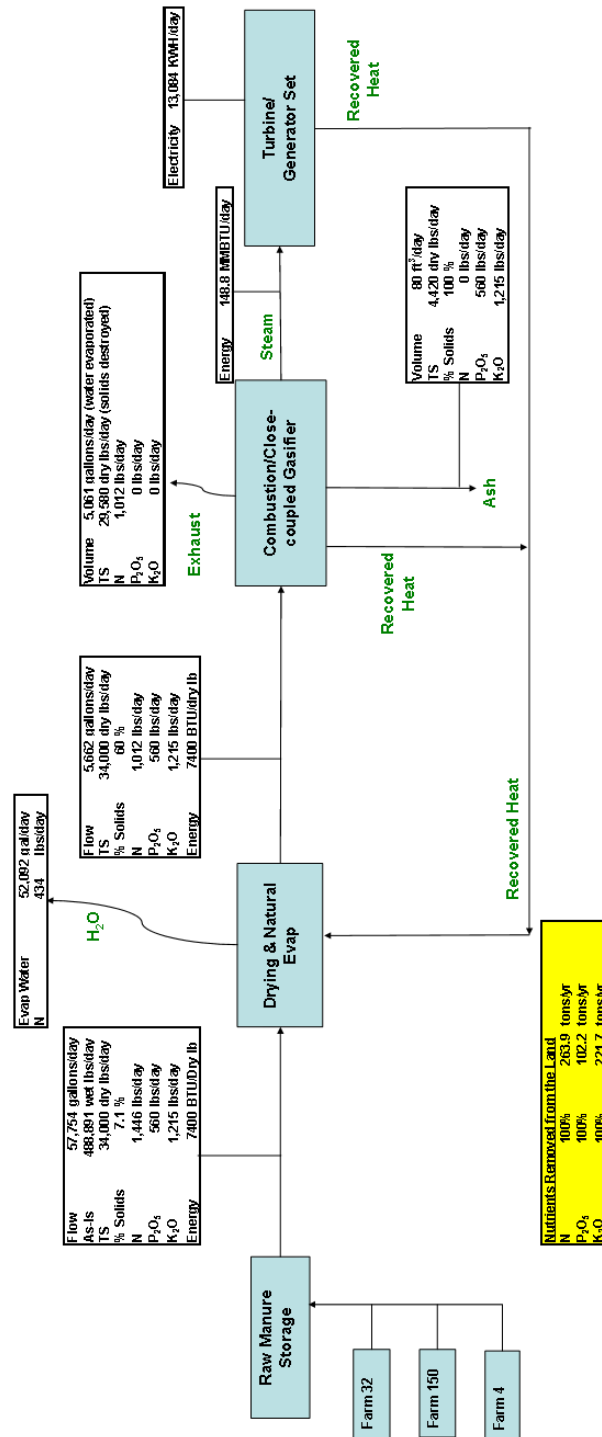 Farm 32
Farm 150
Farm 4
Raw Manure
Storage
Flow 57,754 gallons/day
As-Is 488,891 wet lbs/day
TS 34,000 dry lbs/day
% Solids 7.1 %
N 1,446 lbs/day
P₂O₅ 560 lbs/day
K₂O 1,215 lbs/day
Energy 7400 BTU/Dry lb
Drying & Natural
Evap
H₂O
Evap Water 52,092 gal/day
N 434 lbs/day
Flow 5,662 gallons/day
TS 34,000 dry lbs/day
% Solids 60 %
N 1,012 lbs/day
P₂O₅ 560 lbs/day
K₂O 1,215 lbs/day
Energy 7400 BTU/dry lb
Combustion/Close-
coupled Gasifier
Exhaust
Volume 5,061 gallons/day (water evaporated)
TS 29,580 dry lbs/day (solids destroyed)
N 1,012 lbs/day
P₂O₅ 0 lbs/day
K₂O 0 lbs/day
Energy 148.8 MMBTU/day
Steam
Turbine/
Generator Set
Electricity 13,084 KWH/day
Recovered
Heat
Recovered
Heat
Ash
Volume 80 ft³/day
TS 4,420 dry lbs/day
% Solids 100 %
N 0 lbs/day
P₂O₅ 560 lbs/day
K₂O 1,215 lbs/day
Recovered Heat
Nutrients Removed from the Land
N 100% 263.9 tons/yr
P₂O₅ 100% 102.2 tons/yr
K₂O 100% 221.7 tons/yr